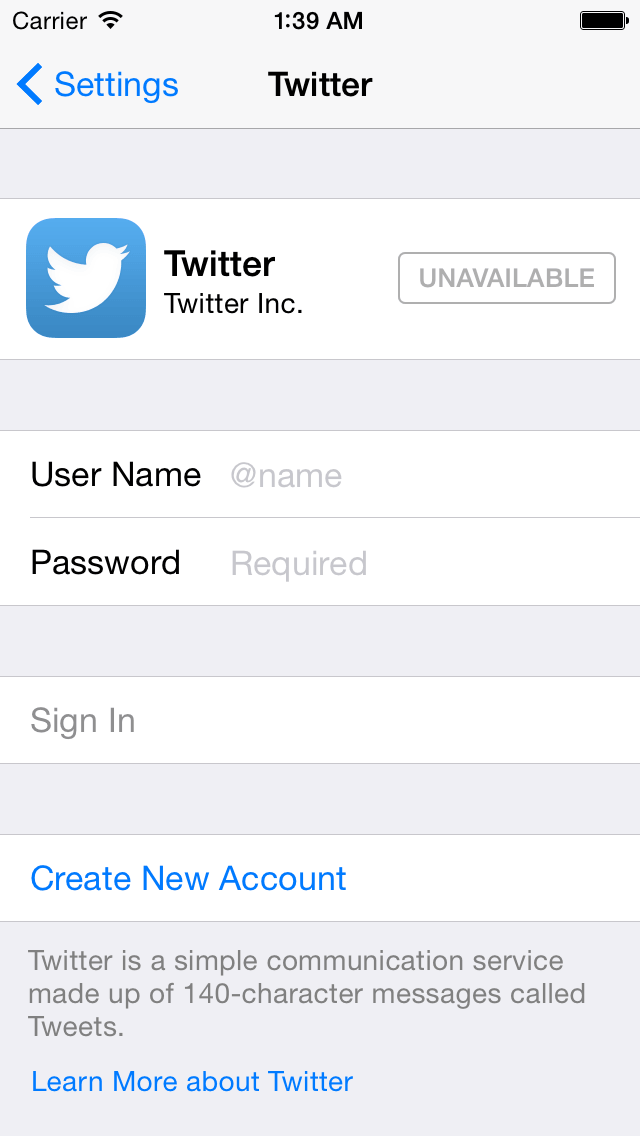 Carrier 1:39 AM
Settings Twitter
Twitter
Twitter Inc.
UNAVAILABLE
User Name @name
Password Required
Sign In
Create New Account
Twitter is a simple communication service
made up of 140-character messages called
Tweets.
Learn More about Twitter